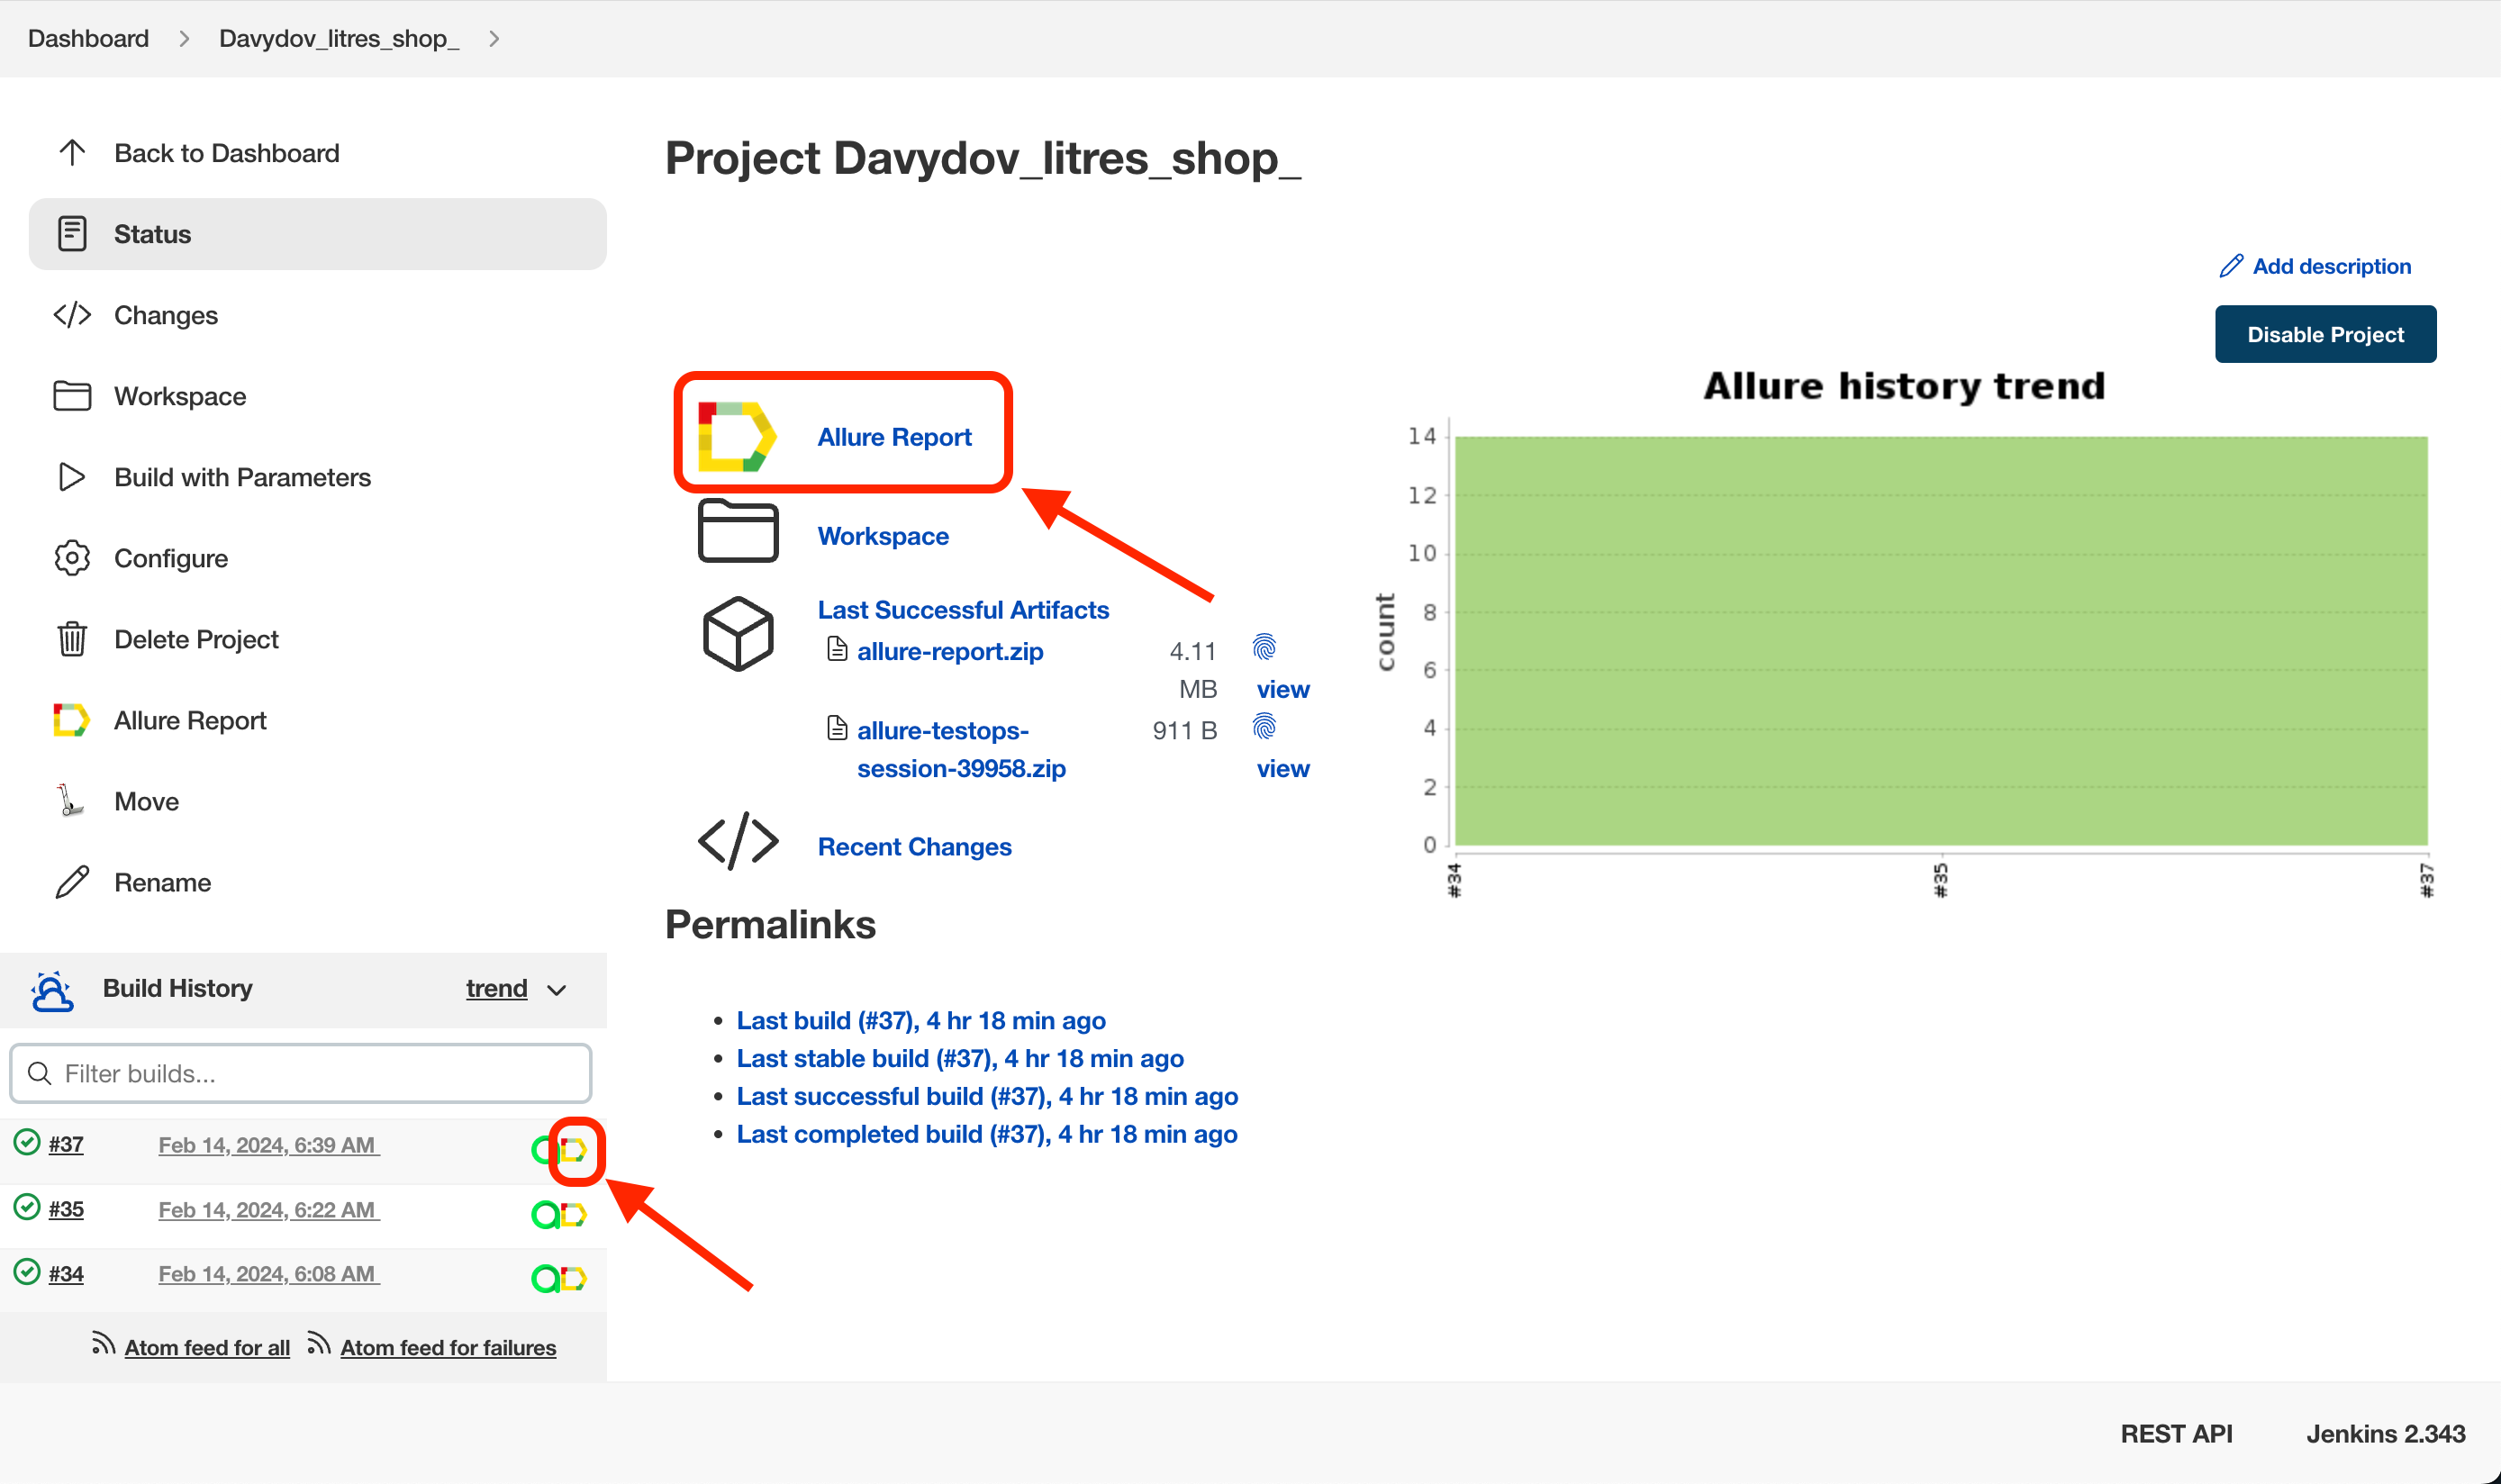 Dashboard
Davydov_litres_shop_
Back to Dashboard
Status
Changes
Workspace
Build with Parameters
Configure
Delete Project
Allure Report
Move
Rename
Build History
trend
Filter builds...
#37
Feb 14, 2024, 6:39 AM
#35
Feb 14, 2024, 6:22 AM
#34
Feb 14, 2024, 6:08 AM
Atom feed for all
Atom feed for failures
Project Davydov_litres_shop_
Add description
Disable Project
Allure Report
Workspace
Last Successful Artifacts
allure-report.zip
4.11
MB
view
allure-testops-
session-39958.zip
911 B
view
Recent Changes
Allure history trend
count
14
12
10
8
6
4
2
0
#34
#35
#37
Permalinks
Last build (#37), 4 hr 18 min ago
Last stable build (#37), 4 hr 18 min ago
Last successful build (#37), 4 hr 18 min ago
Last completed build (#37), 4 hr 18 min ago
REST API
Jenkins 2.343